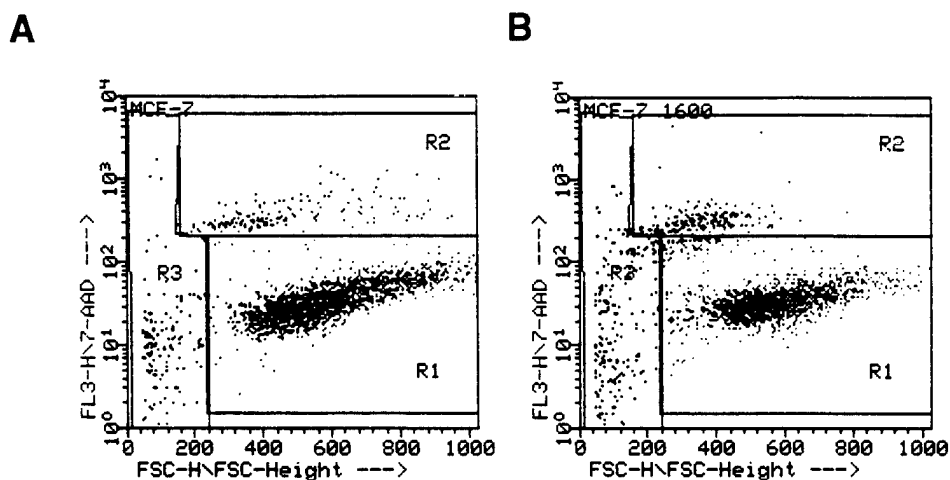 A
MCF-7
R2
R3
R1
10⁴
10³
10²
10¹
10⁰
FL3-H\7-AAD --->
0 200 400 600 800 1000
FSC-H\FSC-Height --->
B
MCF-7 1600
R2
R1
10⁴
10³
10²
10¹
10⁰
FL3-H\7-AAD --->
0 200 400 600 800 1000
FSC-H\FSC-Height --->